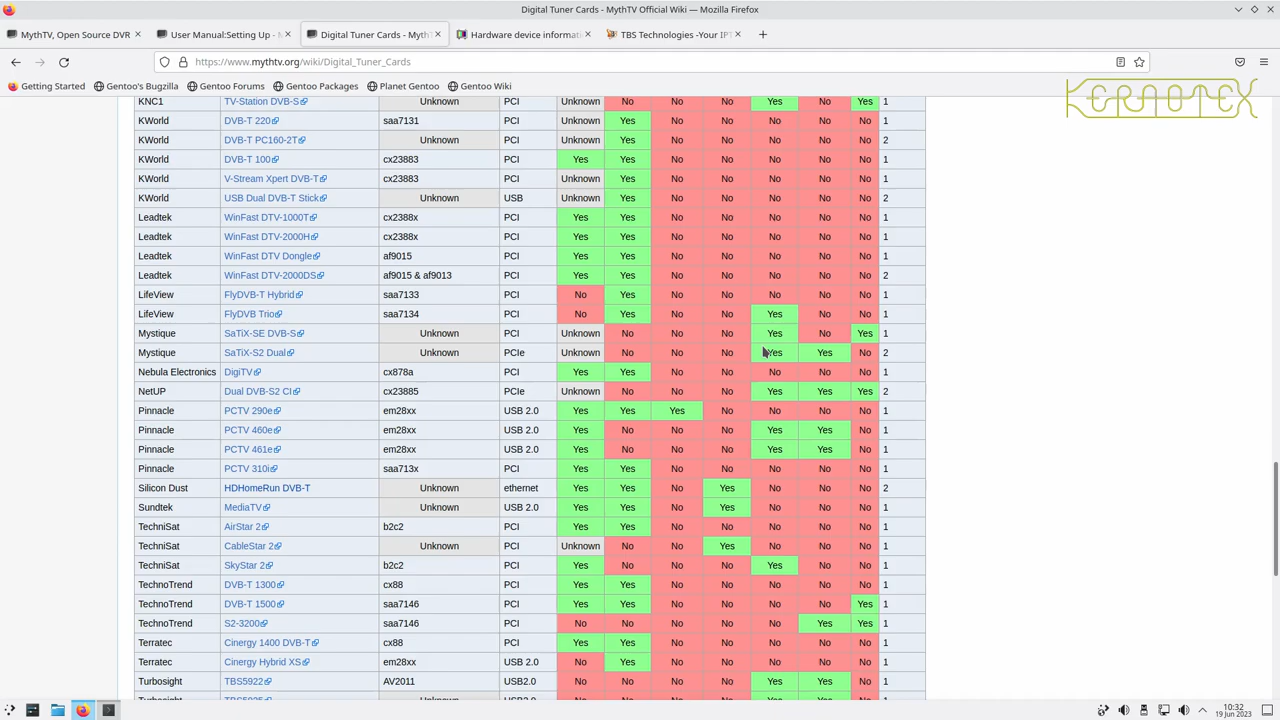 Digital Tuner Cards - MythTV Official Wiki — Mozilla Firefox
MythTV, Open Source DVR
User Manual:Setting Up - M
Digital Tuner Cards - MythT
Hardware device informati
TBS Technologies -Your IPT
https://www.mythtv.org/wiki/Digital_Tuner_Cards
Getting Started Gentoo's Bugzilla Gentoo Forums Gentoo Packages Planet Gentoo Gentoo Wiki
KERNOTEX
KNC1 TV-Station DVB-S Unknown PCI Unknown No No No Yes No Yes 1
KWorld DVB-T 220 saa7131 PCI Unknown Yes No No No No No 1
KWorld DVB-T PC160-2T Unknown PCI Unknown Yes No No No No No 2
KWorld DVB-T 100 cx23883 PCI Yes Yes No No No No No 1
KWorld V-Stream Xpert DVB-T cx23883 PCI Unknown Yes No No No No No 1
KWorld USB Dual DVB-T Stick Unknown USB Unknown Yes No No No No No 2
Leadtek WinFast DTV-1000T cx2388x PCI Yes Yes No No No No No 1
Leadtek WinFast DTV-2000H cx2388x PCI Yes Yes No No No No No 1
Leadtek WinFast DTV Dongle af9015 PCI Yes Yes No No No No No 1
Leadtek WinFast DTV-2000DS af9015 & af9013 PCI Yes Yes No No No No No 2
LifeView FlyDVB-T Hybrid saa7133 PCI No Yes No No No No No 1
LifeView FlyDVB Trio saa7134 PCI No Yes No No Yes No No 1
Mystique SaTiX-SE DVB-S Unknown PCI Unknown No No No Yes No Yes 1
Mystique SaTiX-S2 Dual Unknown PCIe Unknown No No No Yes Yes No 2
Nebula Electronics DigiTV cx878a PCI Yes Yes No No No No No 1
NetUP Dual DVB-S2 CI cx23885 PCIe Unknown No No No Yes Yes Yes 2
Pinnacle PCTV 290e em28xx USB 2.0 Yes Yes Yes No No No No 1
Pinnacle PCTV 460e em28xx USB 2.0 Yes No No No Yes Yes No 1
Pinnacle PCTV 461e em28xx USB 2.0 Yes No No No Yes Yes No 1
Pinnacle PCTV 310i saa713x PCI Yes Yes No No No No No 1
Silicon Dust HDHomeRun DVB-T Unknown ethernet Yes Yes No Yes No No No 2
Sundtek MediaTV Unknown USB 2.0 Yes Yes No Yes No No No 1
TechniSat AirStar 2 b2c2 PCI Yes Yes No No No No No 1
TechniSat CableStar 2 Unknown PCI Unknown No No Yes No No No 1
TechniSat SkyStar 2 b2c2 PCI Yes No No No Yes No No 1
TechnoTrend DVB-T 1300 cx88 PCI Yes Yes No No No No No 1
TechnoTrend DVB-T 1500 saa7146 PCI Yes Yes No No No No Yes 1
TechnoTrend S2-3200 saa7146 PCI No No No No No Yes Yes 1
Terratec Cinergy 1400 DVB-T cx88 PCI Yes Yes No No No No No 1
Terratec Cinergy Hybrid XS em28xx USB 2.0 No Yes No No No No No 1
Turbosight TBS5922 AV2011 USB2.0 No No No No Yes Yes No 1
10:32
19 Jun 2023